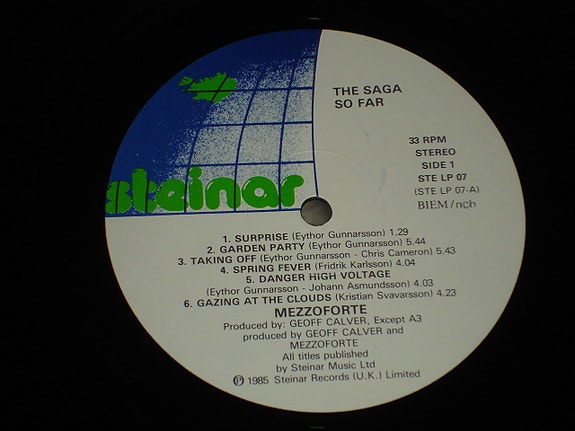 steinar
THE SAGA
SO FAR
33 RPM
STEREO
SIDE 1
STE LP 07
(STE LP 07-A)
BIEM/ncb
1. SURPRISE (Eythor Gunnarsson) 1.29
2. GARDEN PARTY (Eythor Gunnarsson) 5.44
3. TAKING OFF (Eythor Gunnarsson - Chris Cameron) 5.43
4. SPRING FEVER (Fridrik Karlsson) 4.04
5. DANGER HIGH VOLTAGE
(Eythor Gunnarsson - Johann Asmundsson) 4.03
6. GAZING AT THE CLOUDS (Kristian Svavarsson) 4.23
MEZZOFORTE
Produced by: GEOFF CALVER, Except A3
produced by GEOFF CALVER and
MEZZOFORTE
All titles published
by Steinar Music Ltd
℗ 1985 Steinar Records (U.K.) Limited